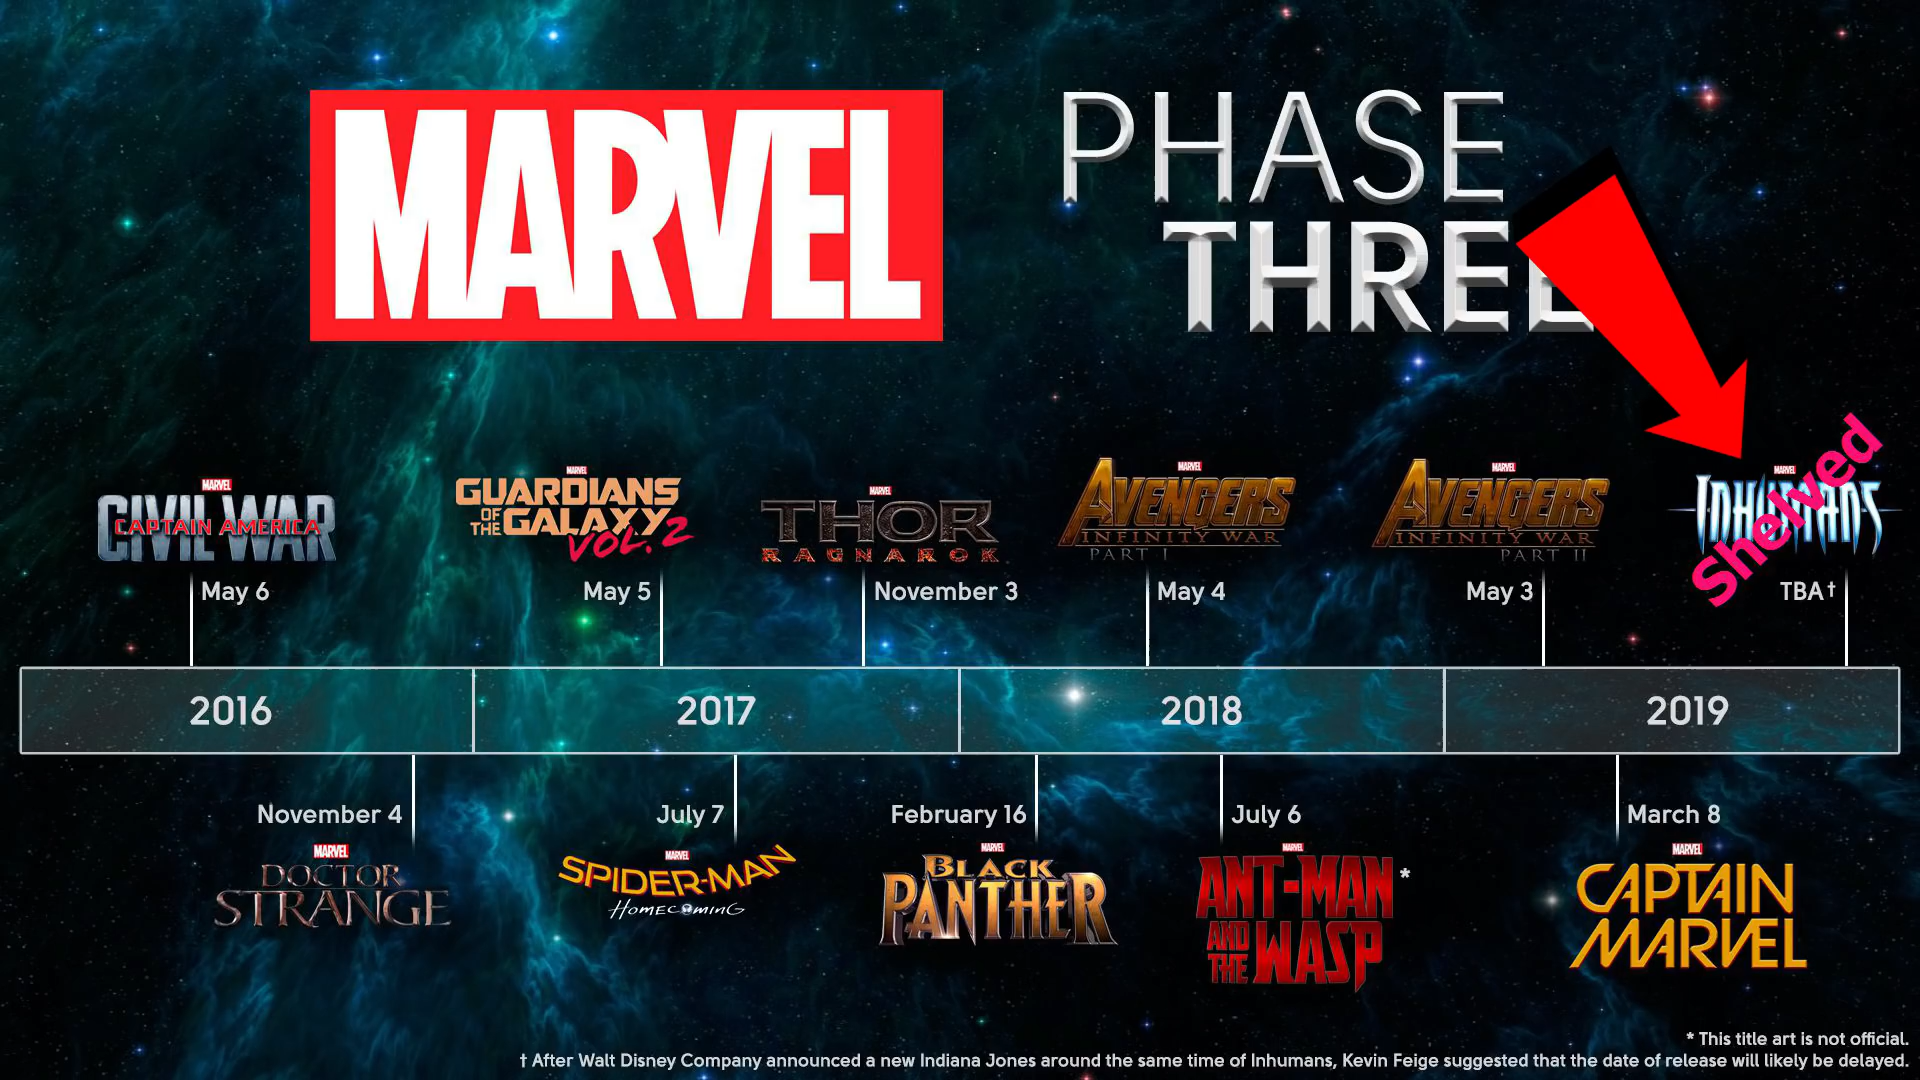 MARVEL
PHASE
THREE
MARVEL
CIVIL WAR
CAPTAIN AMERICA
May 6
MARVEL
GUARDIANS
OF THE GALAXY
VOL. 2
May 5
MARVEL
THOR
RAGNAROK
November 3
MARVEL
AVENGERS
INFINITY WAR
PART I
May 4
MARVEL
AVENGERS
INFINITY WAR
PART II
May 3
MARVEL
INHUMANS
Shelved
TBA†
2016
2017
2018
2019
November 4
MARVEL
DOCTOR
STRANGE
July 7
MARVEL
SPIDER-MAN
HOMECOMING
February 16
MARVEL
BLACK
PANTHER
July 6
MARVEL
ANT-MAN *
AND THE WASP
March 8
MARVEL
CAPTAIN
MARVEL
* This title art is not official.
† After Walt Disney Company announced a new Indiana Jones around the same time of Inhumans, Kevin Feige suggested that the date of release will likely be delayed.